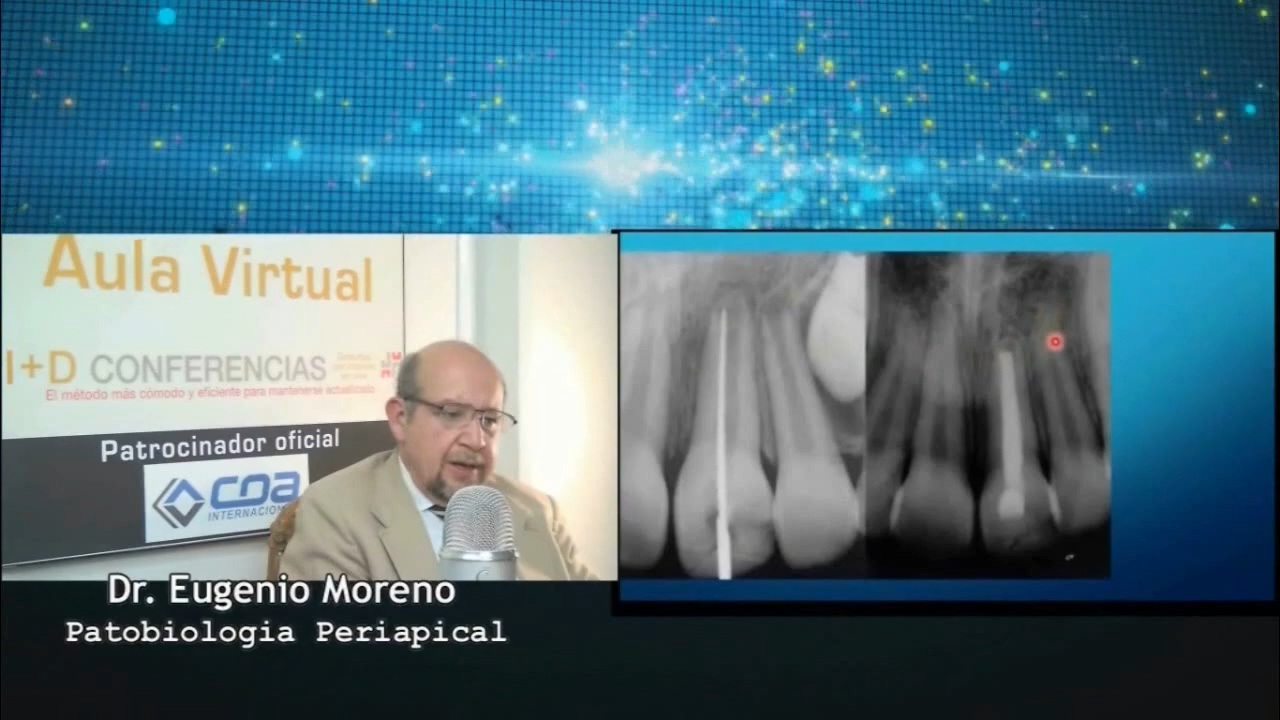 Aula Virtual
I+D CONFERENCIAS
El método más cómodo y eficiente para mantenerse actualizado
Patrocinador oficial
COA
INTERNACION
Dr. Eugenio Moreno
Patobiologia Periapical